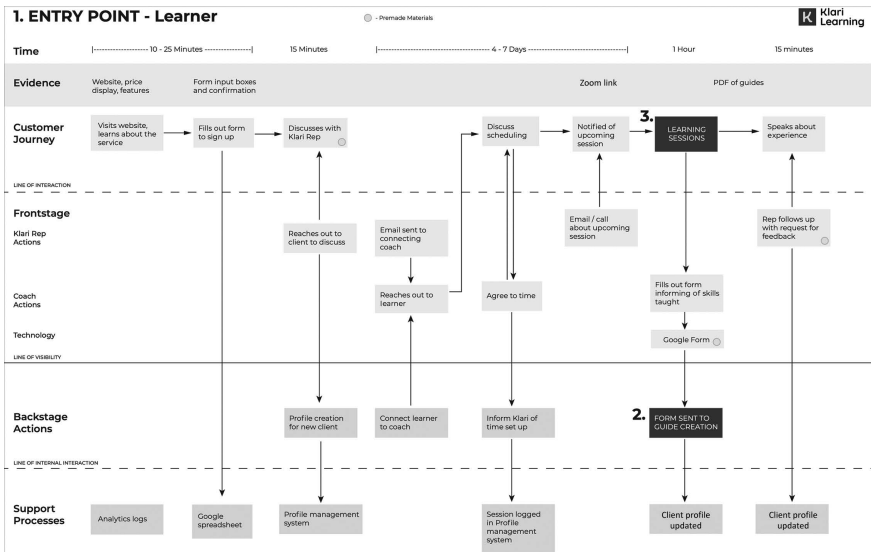 1. ENTRY POINT - Learner
- Premade Materials
Klari
Learning
Time
10 - 25 Minutes
15 Minutes
4 - 7 Days
1 Hour
15 minutes
Evidence
Website, price
display, features
Form input boxes
and confirmation
Zoom link
PDF of guides
Customer
Journey
Visits website,
learns about the
service
Fills out form
to sign up
Discusses with
Klari Rep
Discuss
scheduling
Notified of
upcoming
session
3.
LEARNING
SESSIONS
Speaks about
experience
LINE OF INTERACTION
Frontstage
Klari Rep
Actions
Reaches out to
client to discuss
Email sent to
connecting
coach
Email / call
about upcoming
session
Rep follows up
with request for
feedback
Coach
Actions
Reaches out to
learner
Agree to time
Fills out form
informing of skills
taught
Technology
Google Form
LINE OF VISIBILITY
Backstage
Actions
Profile creation
for new client
Connect learner
to coach
Inform Klari of
time set up
2.
FORM SENT TO
GUIDE CREATION
LINE OF INTERNAL INTERACTION
Support
Processes
Analytics logs
Google
spreadsheet
Profile management
system
Session logged
in Profile
management
system
Client profile
updated
Client profile
updated